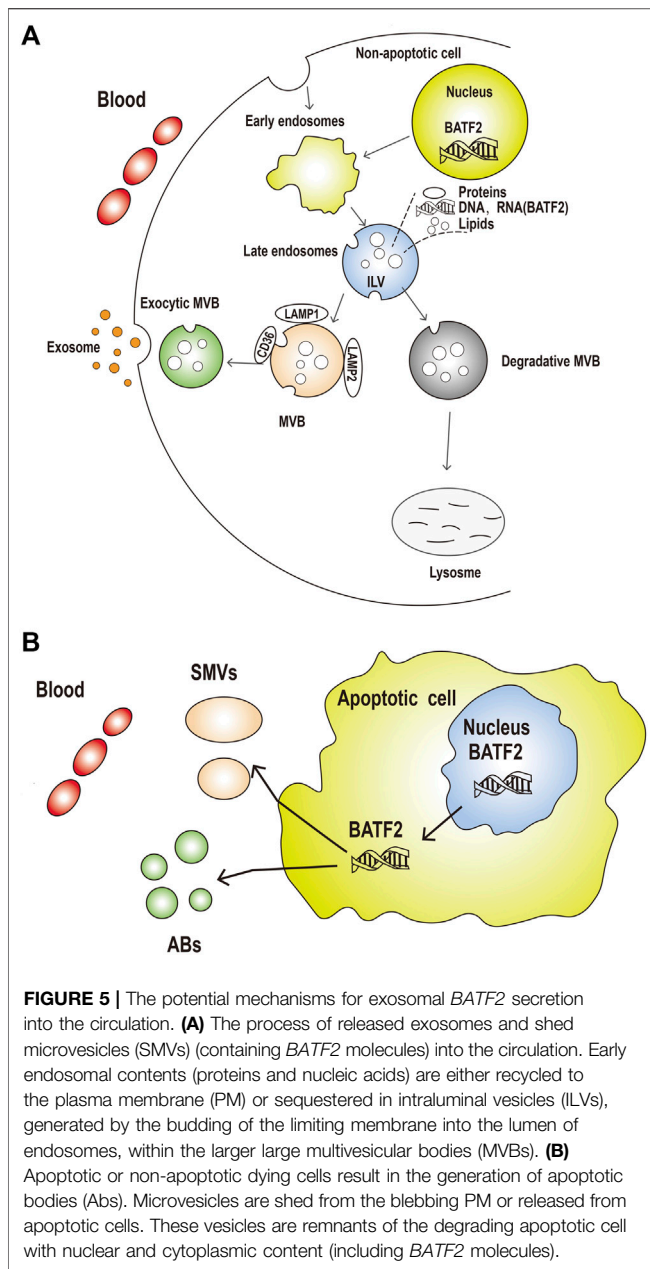 A
Non-apoptotic cell
Blood
Nucleus
BATF2
Early endosomes
Proteins
DNA, RNA(BATF2)
Lipids
Late endosomes
ILV
Exocytic MVB
LAMP1
CD36
LAMP2
Exosome
MVB
Degradative MVB
Lysosme
B
SMVs
Blood
Apoptotic cell
Nucleus
BATF2
BATF2
ABs
FIGURE 5 | The potential mechanisms for exosomal BATF2 secretion
into the circulation. (A) The process of released exosomes and shed
microvesicles (SMVs) (containing BATF2 molecules) into the circulation. Early
endosomal contents (proteins and nucleic acids) are either recycled to
the plasma membrane (PM) or sequestered in intraluminal vesicles (ILVs),
generated by the budding of the limiting membrane into the lumen of
endosomes, within the larger large multivesicular bodies (MVBs). (B)
Apoptotic or non-apoptotic dying cells result in the generation of apoptotic
bodies (Abs). Microvesicles are shed from the blebbing PM or released from
apoptotic cells. These vesicles are remnants of the degrading apoptotic cell
with nuclear and cytoplasmic content (including BATF2 molecules).